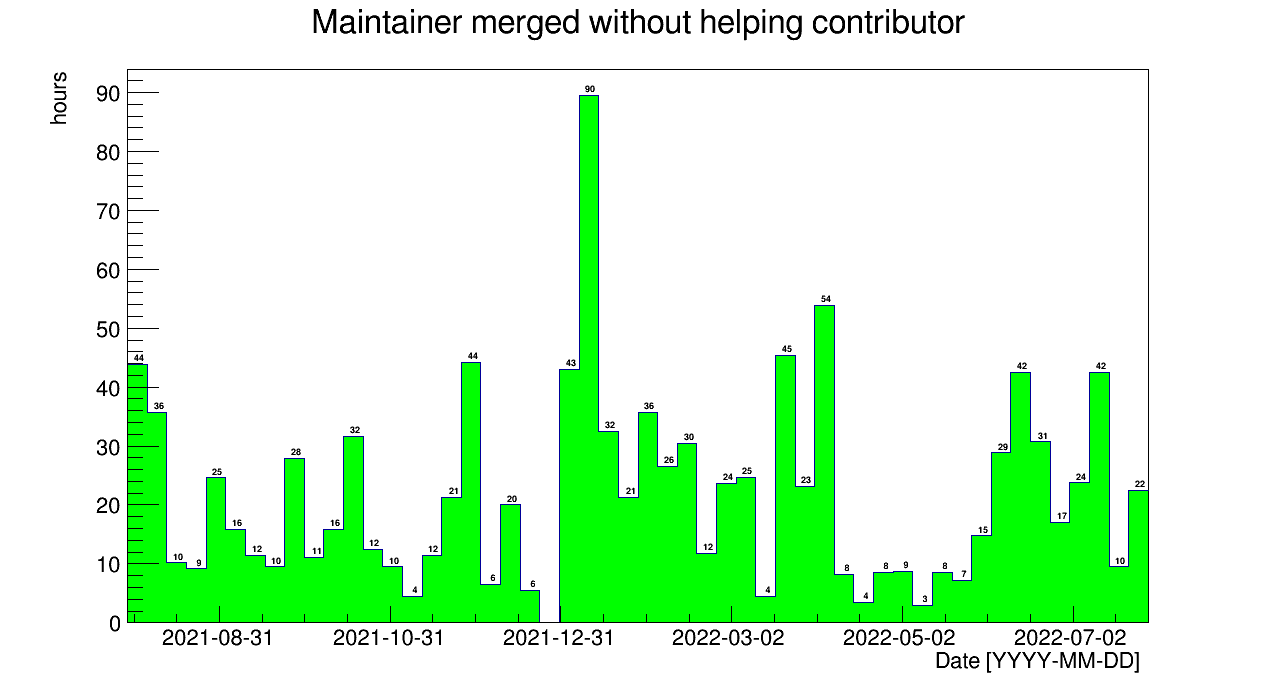 Maintainer merged without helping contributor
hours
90
80
70
60
50
40
30
20
10
0
44 36 10 9 25 16 12 10 28 11 16 32 12 10 4 12 21 44 6 20 6 43 90 32 21 36 26 30 12 24 25 4 45 23 54 8 4 8 9 3 8 7 15 29 42 31 17 24 42 10 22
2021-08-31 2021-10-31 2021-12-31 2022-03-02 2022-05-02 2022-07-02
Date [YYYY-MM-DD]